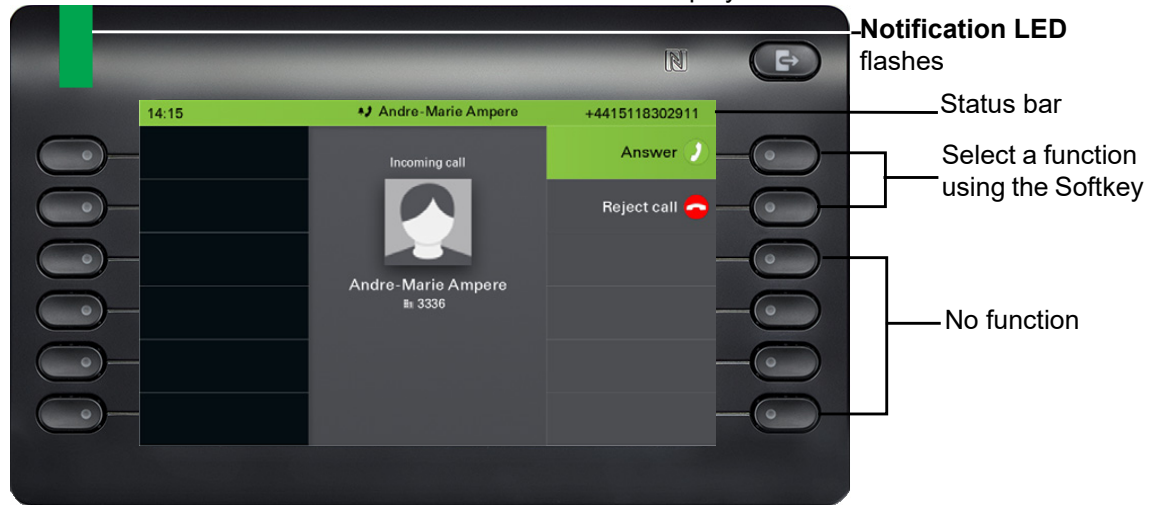 Notification LED
flashes
14:15
Andre-Marie Ampere
+4415118302911
Status bar
Incoming call
Answer
Select a function
using the Softkey
Reject call
Andre-Marie Ampere
3336
No function